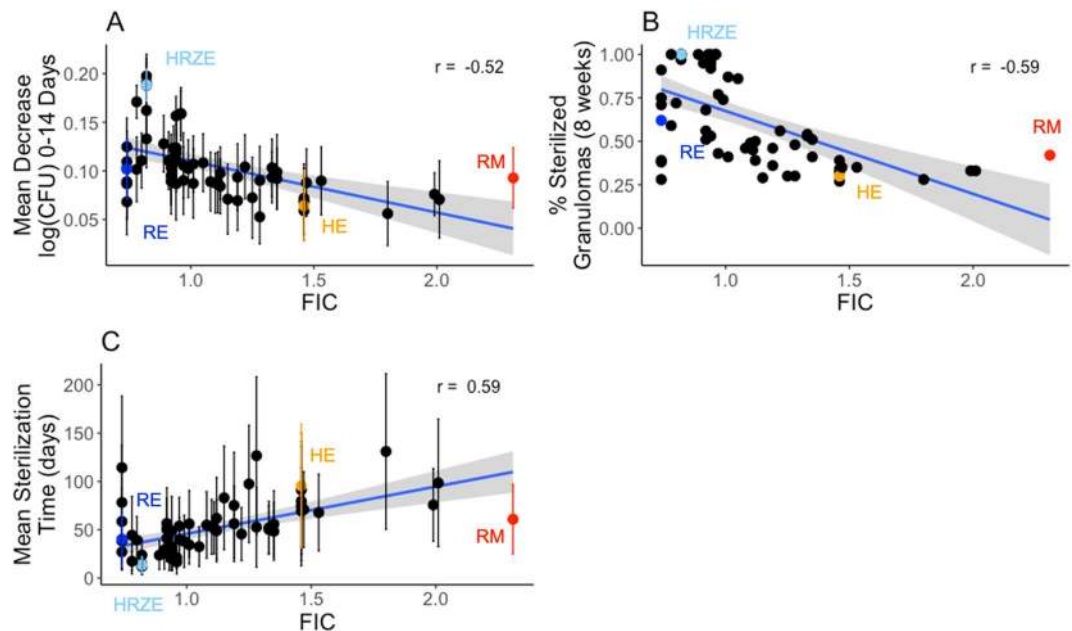 A
HRZE
r = -0.52
0.20
0.15
0.10
0.05
RM
RE
HE
1.0
1.5
2.0
FIC
Mean Decrease
log(CFU) 0-14 Days
B
HRZE
r = -0.59
1.00
0.75
0.50
0.25
0.00
RM
RE
HE
1.0
1.5
2.0
FIC
% Sterilized
Granulomas (8 weeks)
C
r = 0.59
200
150
100
50
0
HE
RE
RM
HRZE
1.0
1.5
2.0
FIC
Mean Sterilization
Time (days)